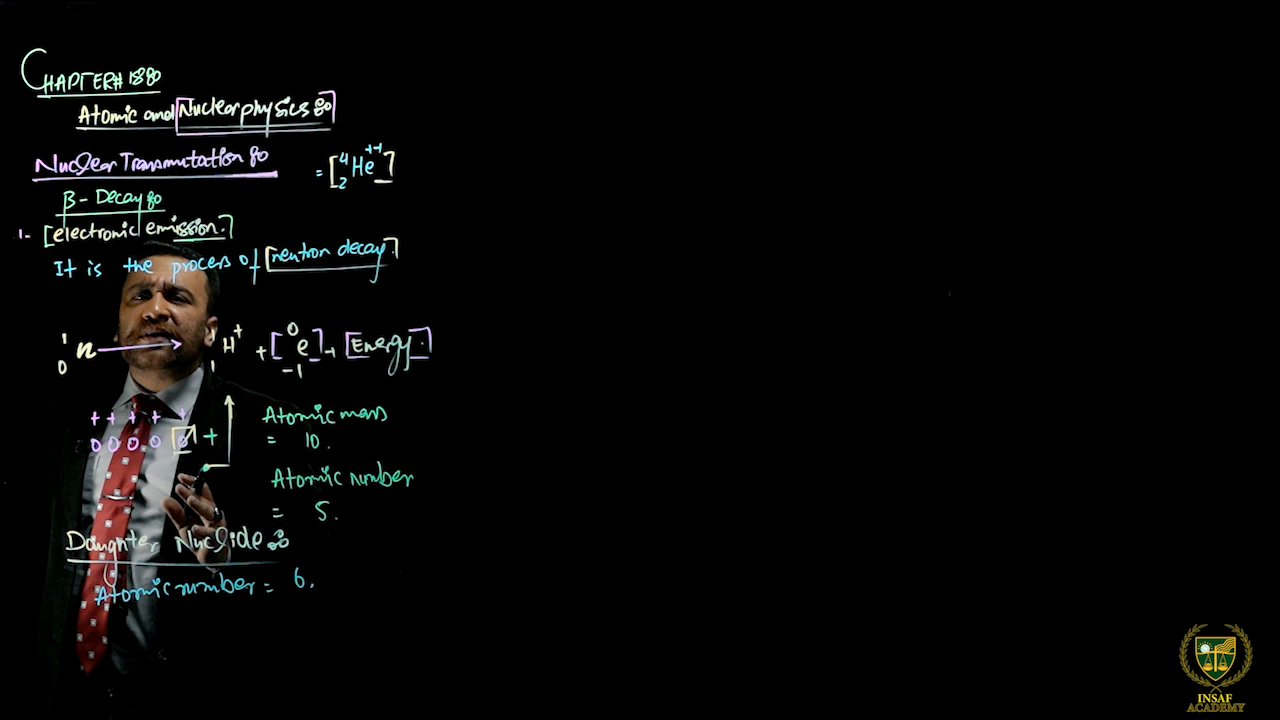 CHAPTER# 18:
Atomic and Nuclear physics:
Nuclear Transmutation:
= [⁴₂He⁺⁺]
β - Decay:
1- [electronic emission.]
It is the process of [neutron decay.]
¹₀n → ¹₁H⁺ + [⁰₋₁e] + [Energy.]
+ + + + +
0 0 0 0 0 +
Atomic mass
= 10.
Atomic number
= 5.
Daughter Nuclide:
Atomic number = 6.
INSAF
ACADEMY